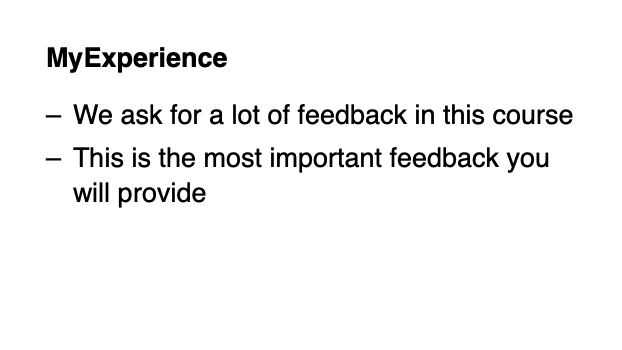 MyExperience
– We ask for a lot of feedback in this course
– This is the most important feedback you
will provide